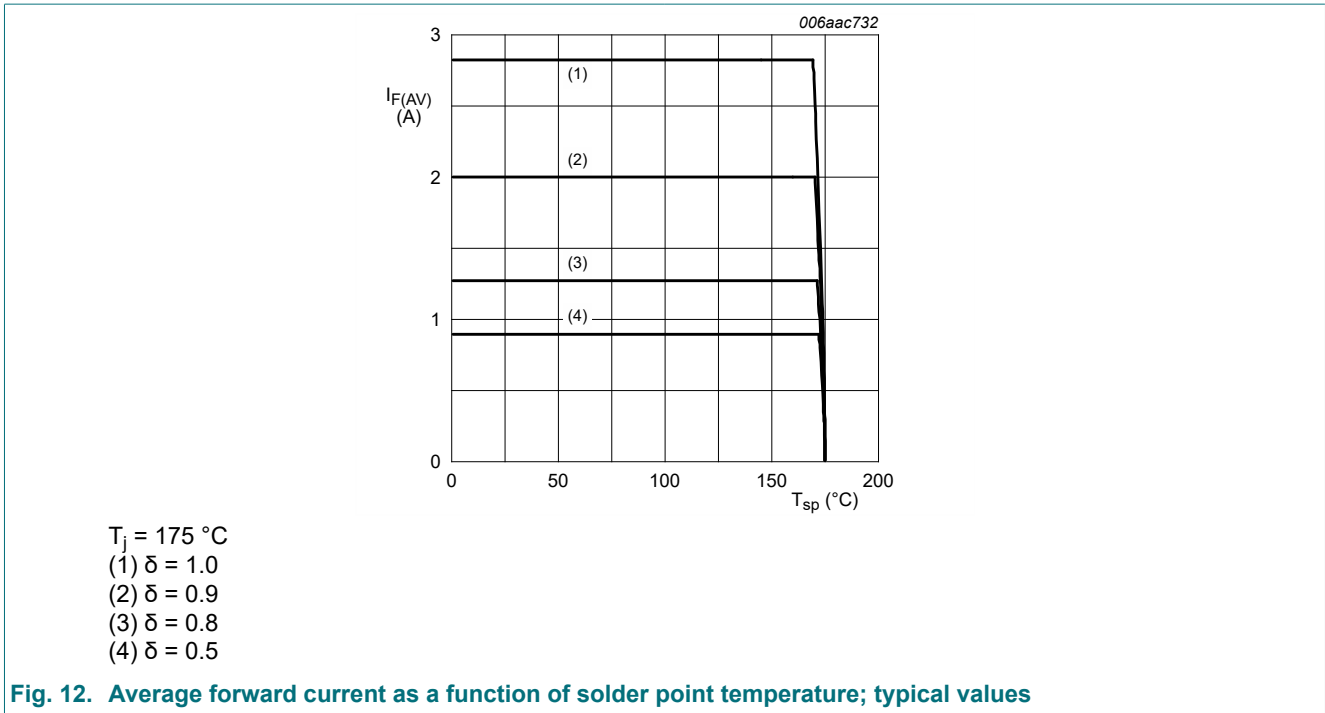 006aac732
3
I_F(AV)
(A)
(1)
(2)
2
(3)
(4)
1
0
0 50 100 150 200
T_sp (°C)
T_j = 175 °C
(1) δ = 1.0
(2) δ = 0.9
(3) δ = 0.8
(4) δ = 0.5
Fig. 12. Average forward current as a function of solder point temperature; typical values